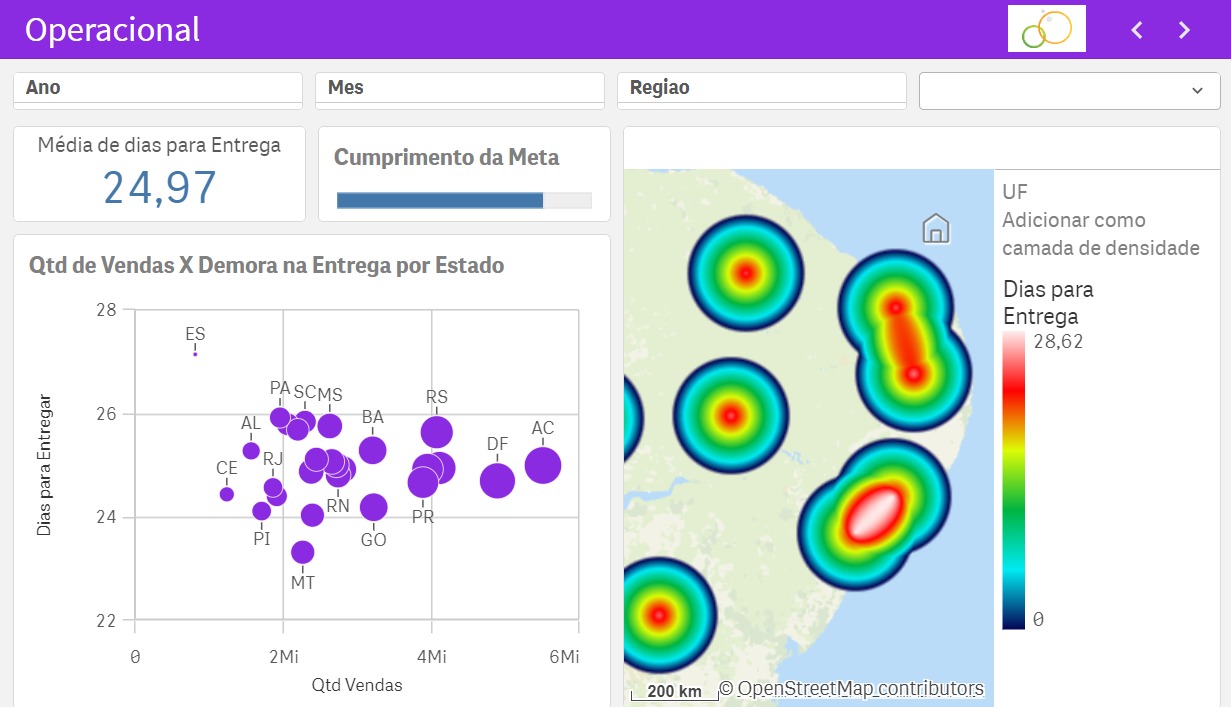 Operacional
Ano
Mes
Regiao
Média de dias para Entrega
24,97
Cumprimento da Meta
Qtd de Vendas X Demora na Entrega por Estado
28
26
24
22
Dias para Entregar
ES
PA
SC
MS
RS
AL
BA
AC
DF
CE
RJ
RN
PR
PI
GO
MT
0
2Mi
4Mi
6Mi
Qtd Vendas
UF
Adicionar como
camada de densidade
Dias para
Entrega
28,62
0
200 km
© OpenStreetMap contributors